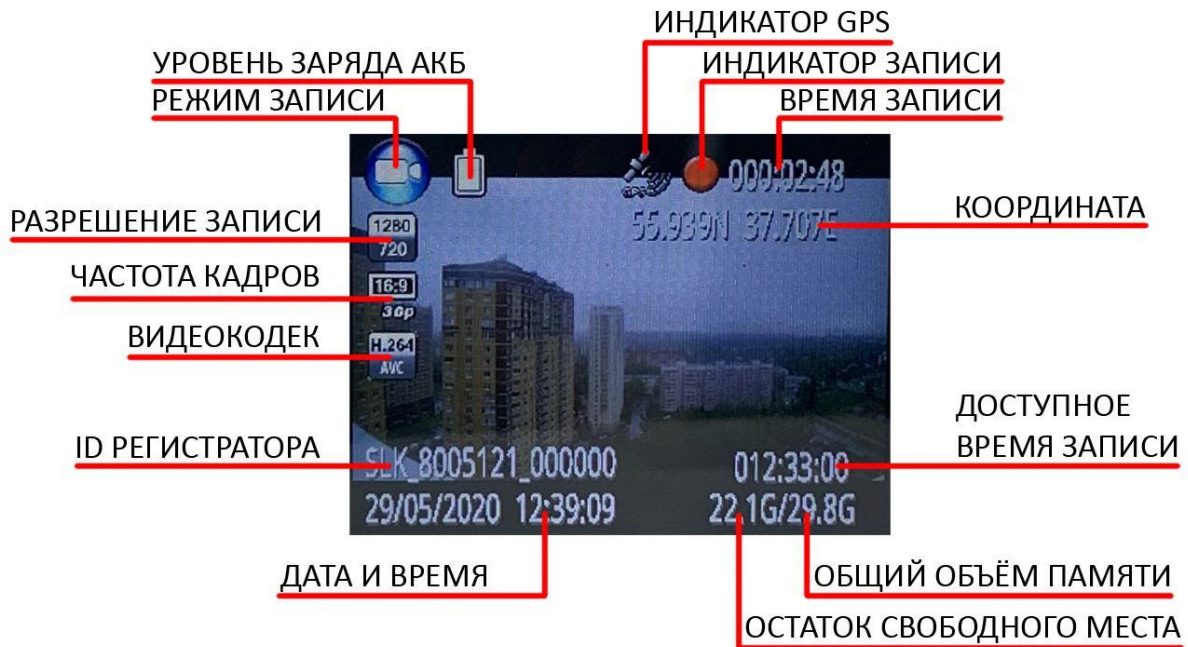 ИНДИКАТОР GPS
УРОВЕНЬ ЗАРЯДА АКБ
ИНДИКАТОР ЗАПИСИ
РЕЖИМ ЗАПИСИ
ВРЕМЯ ЗАПИСИ
GPS
000:02:48
РАЗРЕШЕНИЕ ЗАПИСИ
1280
720
55.939N 37.707E
КООРДИНАТА
ЧАСТОТА КАДРОВ
16:9
30p
ВИДЕОКОДЕК
H.264
AVC
ДОСТУПНОЕ
ВРЕМЯ ЗАПИСИ
ID РЕГИСТРАТОРА
SLK_8005121_000000
012:33:00
29/05/2020 12:39:09
22.1G/29.8G
ДАТА И ВРЕМЯ
ОБЩИЙ ОБЪЁМ ПАМЯТИ
ОСТАТОК СВОБОДНОГО МЕСТА